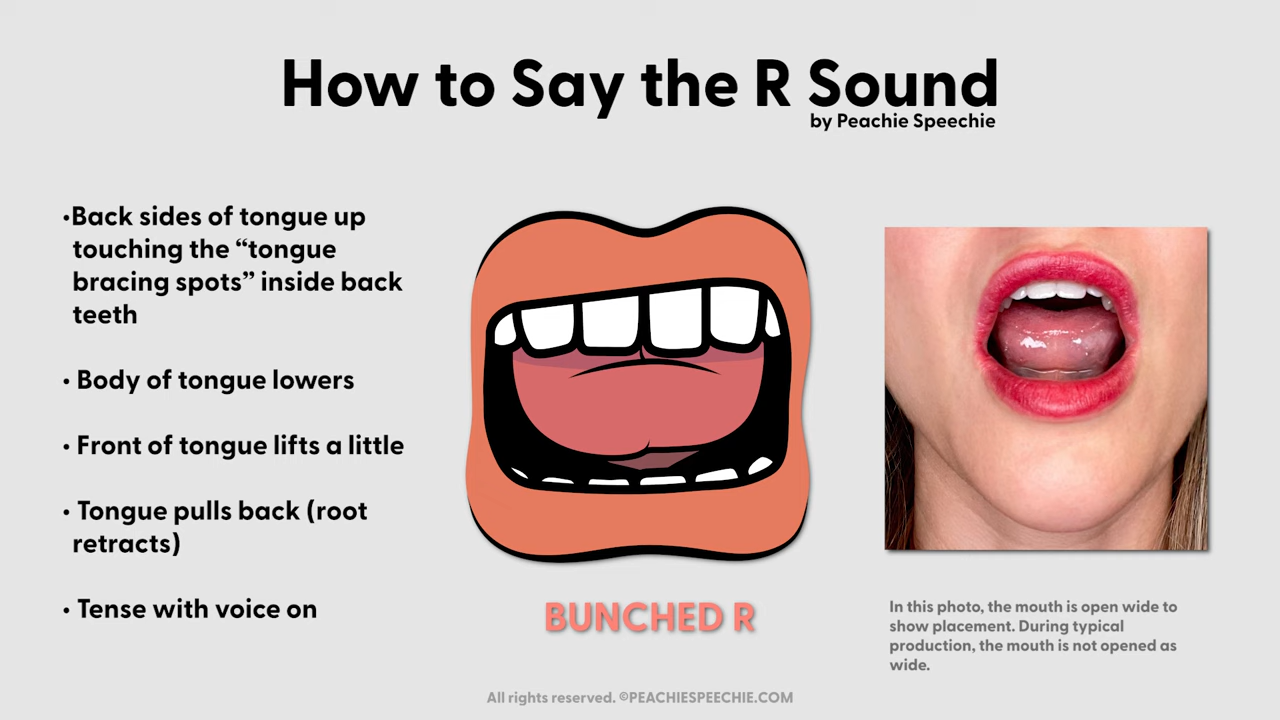 How to Say the R Sound
by Peachie Speechie
•Back sides of tongue up
touching the “tongue
bracing spots” inside back
teeth
• Body of tongue lowers
• Front of tongue lifts a little
• Tongue pulls back (root
retracts)
• Tense with voice on
BUNCHED R
In this photo, the mouth is open wide to
show placement. During typical
production, the mouth is not opened as
wide.
All rights reserved. ©PEACHIESPEECHIE.COM